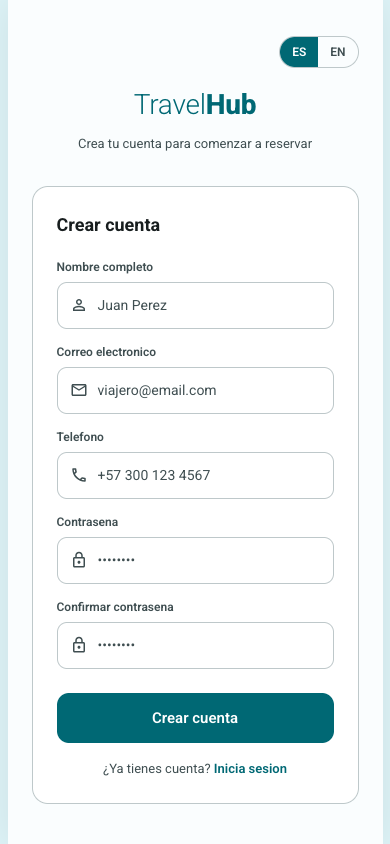 ES EN
TravelHub
Crea tu cuenta para comenzar a reservar
Crear cuenta
Nombre completo
Juan Perez
Correo electronico
viajero@email.com
Telefono
+57 300 123 4567
Contrasena
••••••••
Confirmar contrasena
••••••••
Crear cuenta
¿Ya tienes cuenta? Inicia sesion